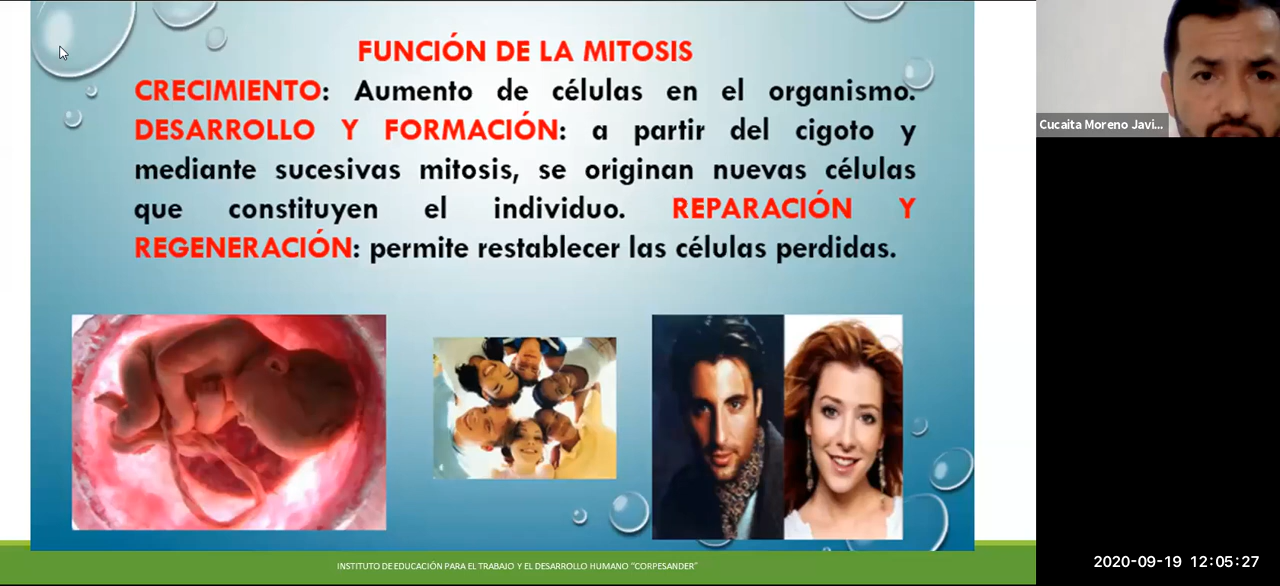 FUNCIÓN DE LA MITOSIS
CRECIMIENTO: Aumento de células en el organismo.
DESARROLLO Y FORMACIÓN: a partir del cigoto y
mediante sucesivas mitosis, se originan nuevas células
que constituyen el individuo. REPARACIÓN Y
REGENERACIÓN: permite restablecer las células perdidas.
INSTITUTO DE EDUCACIÓN PARA EL TRABAJO Y EL DESARROLLO HUMANO "CORPESANDER"
Cucaita Moreno Javi...
2020-09-19 12:05:27